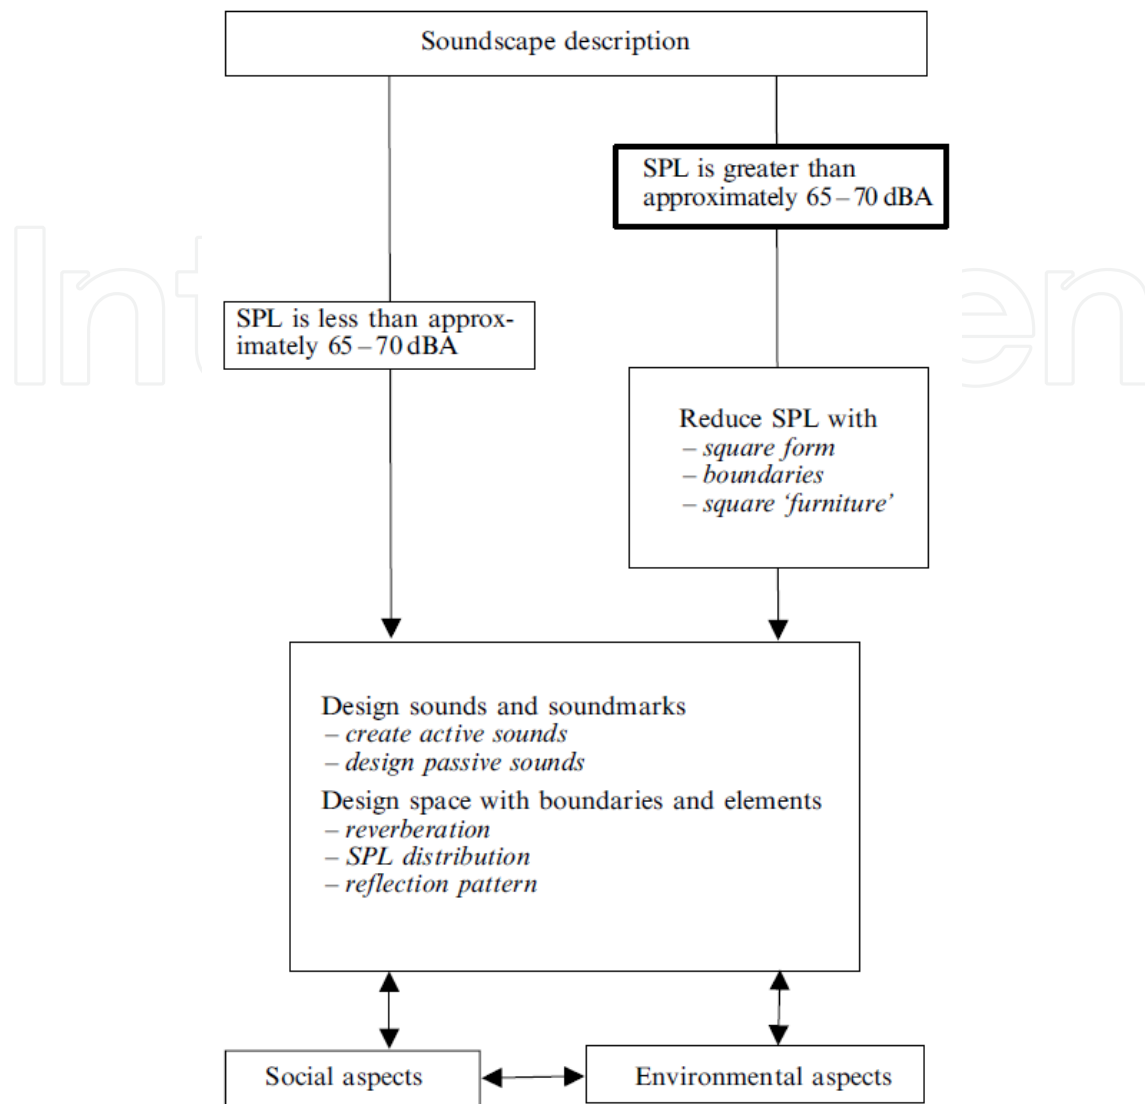 Soundscape description
SPL is greater than
approximately 65 – 70 dBA
SPL is less than approx-
imately 65 – 70 dBA
Reduce SPL with
– square form
– boundaries
– square ‘furniture’
Design sounds and soundmarks
– create active sounds
– design passive sounds
Design space with boundaries and elements
– reverberation
– SPL distribution
– reflection pattern
Social aspects
Environmental aspects